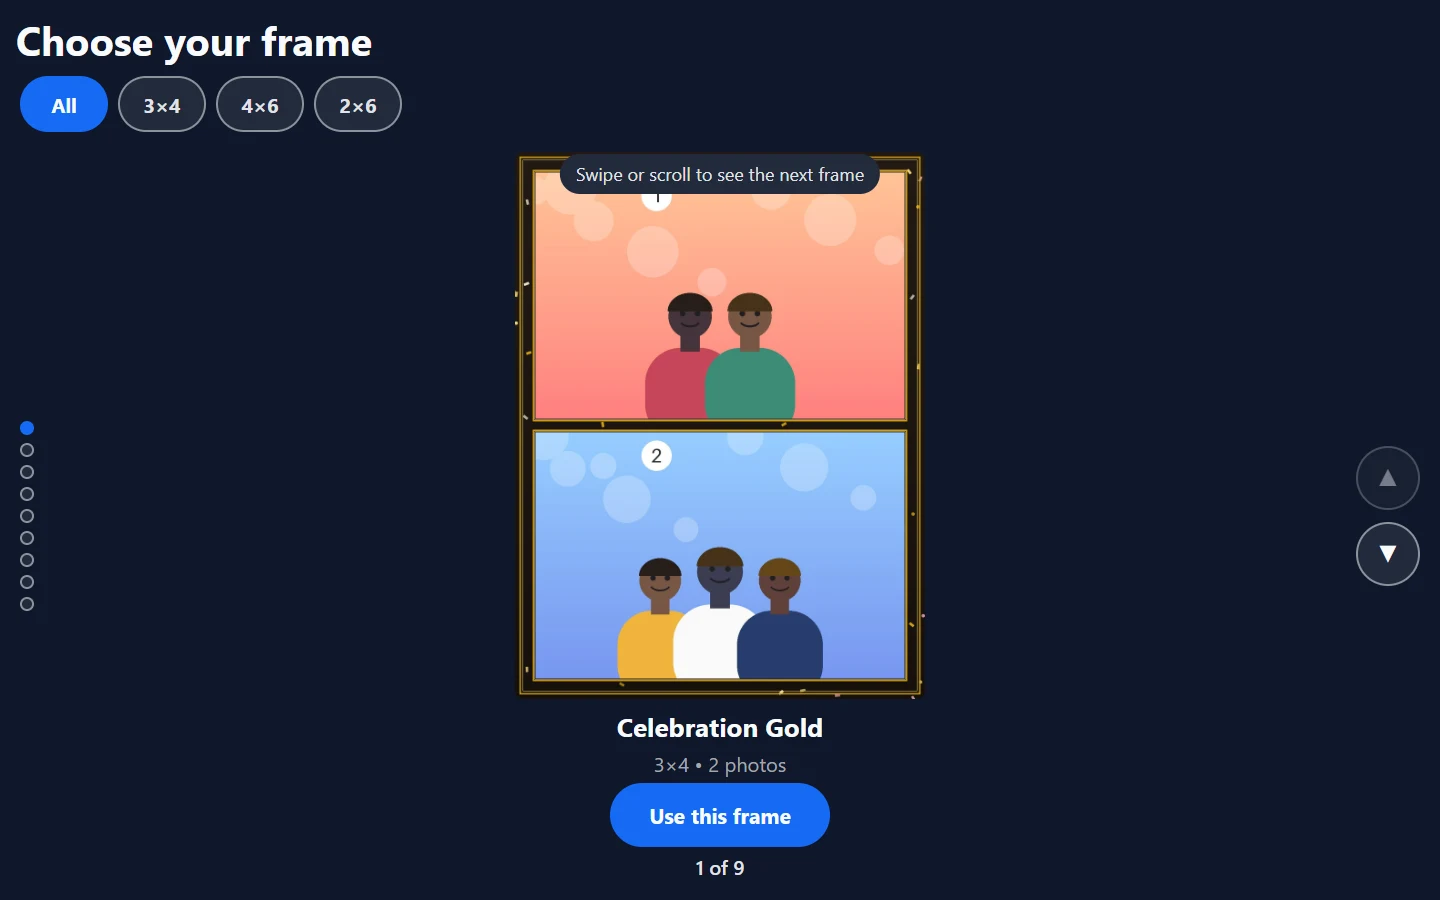 Choose your frame
All
3×4
4×6
2×6
Swipe or scroll to see the next frame
2
▲
▼
Celebration Gold
3×4 • 2 photos
Use this frame
1 of 9